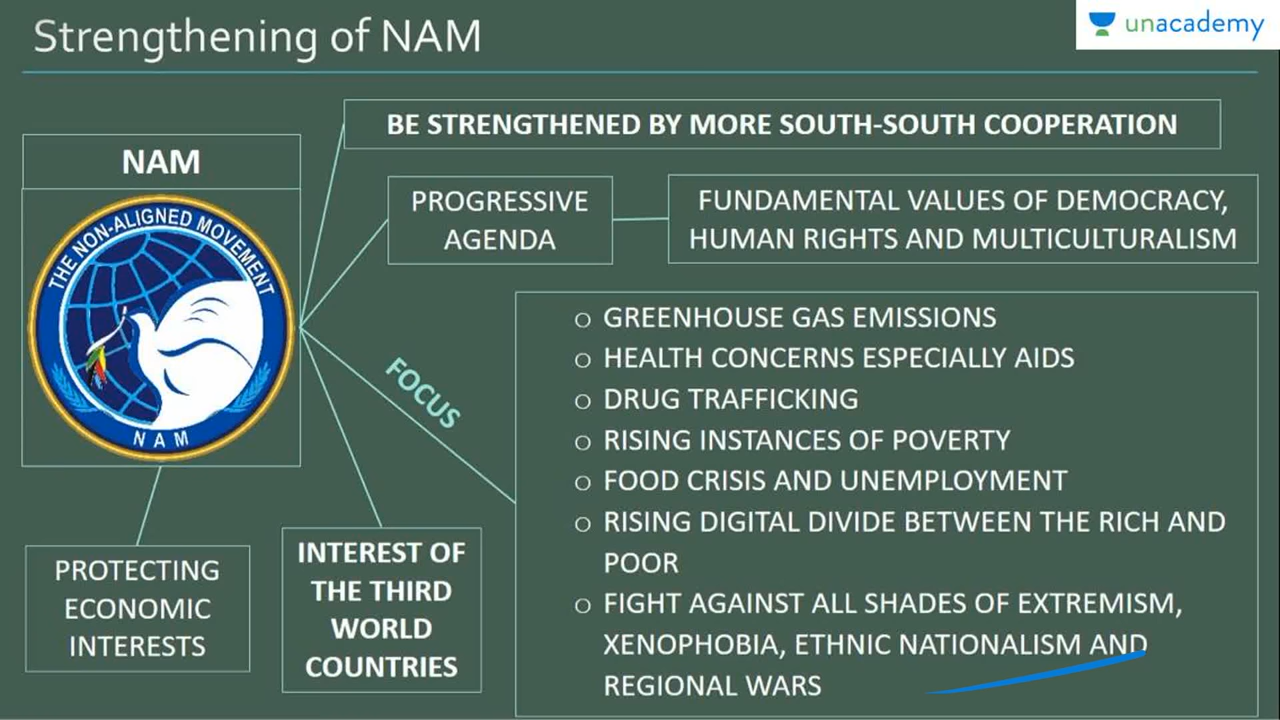 Strengthening of NAM
unacademy
BE STRENGTHENED BY MORE SOUTH-SOUTH COOPERATION
NAM
THE NON-ALIGNED MOVEMENT
NAM
PROGRESSIVE
AGENDA
FUNDAMENTAL VALUES OF DEMOCRACY,
HUMAN RIGHTS AND MULTICULTURALISM
FOCUS
○ GREENHOUSE GAS EMISSIONS
○ HEALTH CONCERNS ESPECIALLY AIDS
○ DRUG TRAFFICKING
○ RISING INSTANCES OF POVERTY
○ FOOD CRISIS AND UNEMPLOYMENT
○ RISING DIGITAL DIVIDE BETWEEN THE RICH AND
POOR
○ FIGHT AGAINST ALL SHADES OF EXTREMISM,
XENOPHOBIA, ETHNIC NATIONALISM AND
REGIONAL WARS
PROTECTING
ECONOMIC
INTERESTS
INTEREST OF
THE THIRD
WORLD
COUNTRIES